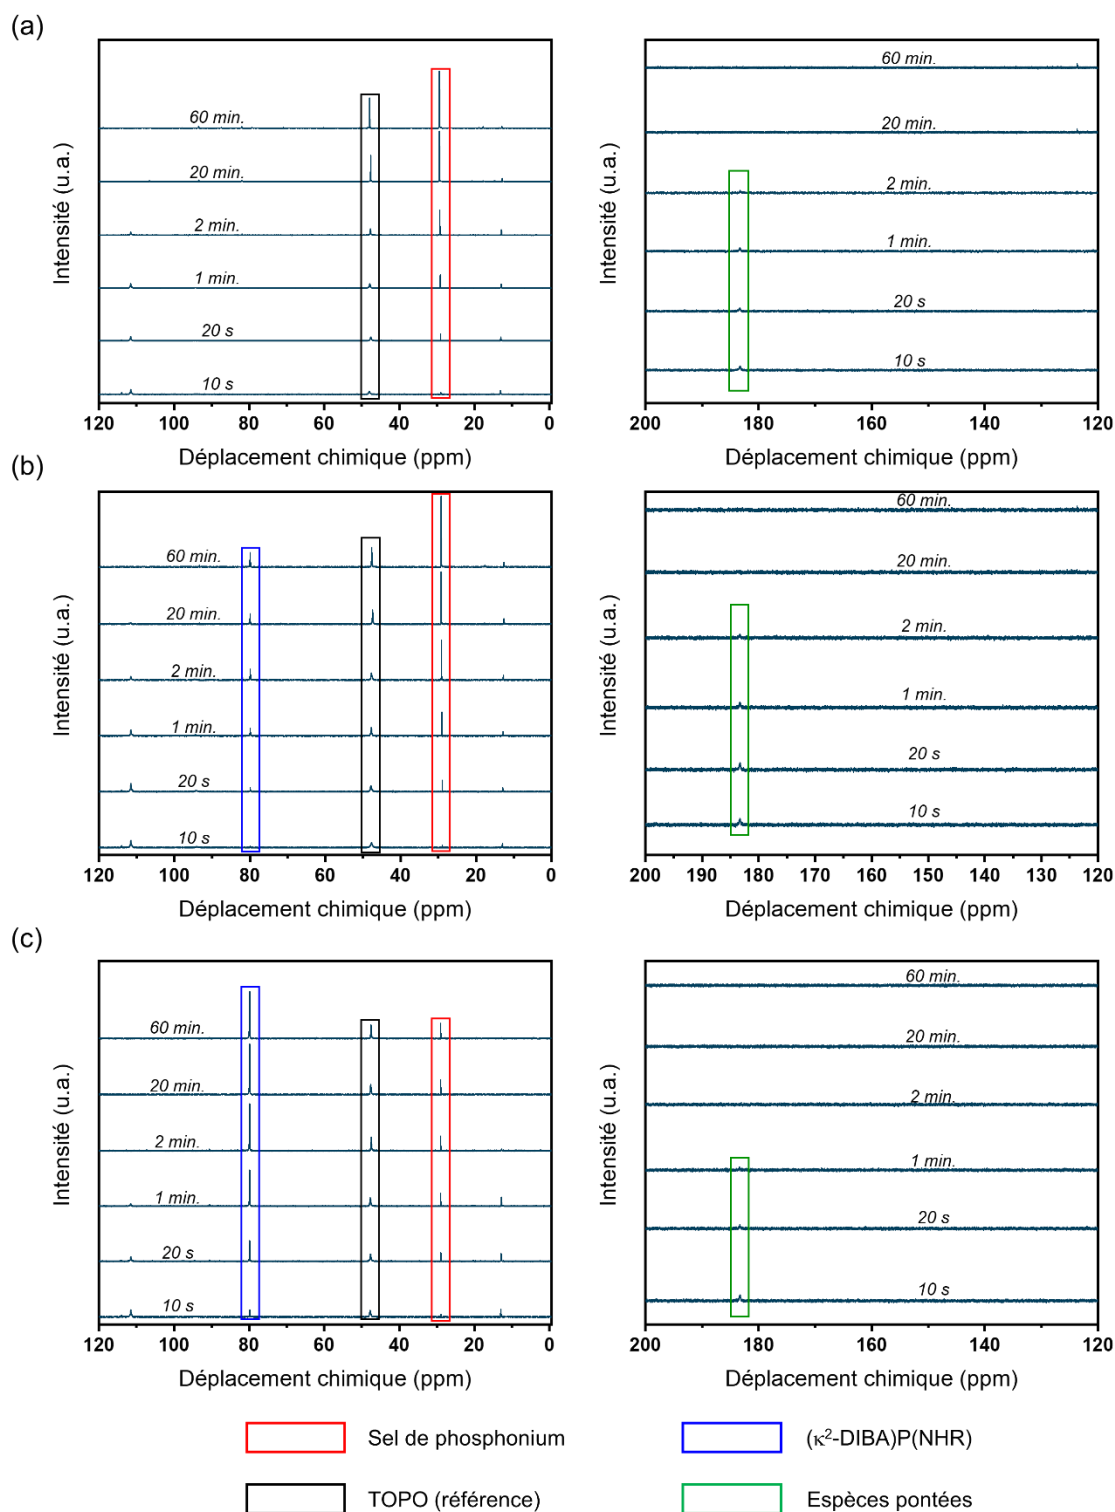 (a)
Intensité (u.a.)
60 min.
20 min.
2 min.
1 min.
20 s
10 s
120 100 80 60 40 20 0
Déplacement chimique (ppm)
Intensité (u.a.)
60 min.
20 min.
2 min.
1 min.
20 s
10 s
200 180 160 140 120
Déplacement chimique (ppm)
(b)
Intensité (u.a.)
60 min.
20 min.
2 min.
1 min.
20 s
10 s
120 100 80 60 40 20 0
Déplacement chimique (ppm)
Intensité (u.a.)
60 min.
20 min.
2 min.
1 min.
20 s
10 s
200 190 180 170 160 150 140 130 120
Déplacement chimique (ppm)
(c)
Intensité (u.a.)
60 min.
20 min.
2 min.
1 min.
20 s
10 s
120 100 80 60 40 20 0
Déplacement chimique (ppm)
Intensité (u.a.)
60 min.
20 min.
2 min.
1 min.
20 s
10 s
200 180 160 140 120
Déplacement chimique (ppm)
Sel de phosphonium
(κ²-DIBA)P(NHR)
TOPO (référence)
Espèces pontées